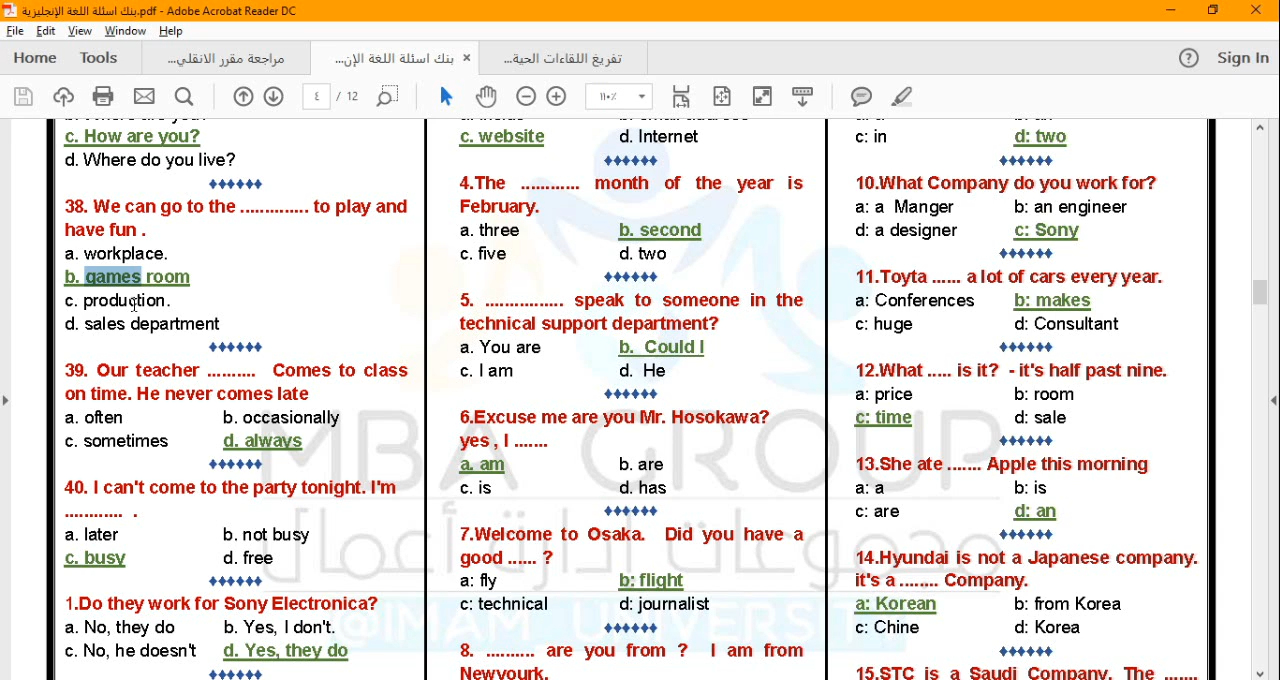 بنك اسئلة اللغة الإنجليزية.pdf - Adobe Acrobat Reader DC
File Edit View Window Help
Home Tools مراجعة مقرر الانقلي... بنك اسئلة اللغة الإن... × تفريغ اللقاءات الحية... ? Sign In
٤ / 12 ١١٠٪
c. How are you?
d. Where do you live?
♦♦♦♦♦♦
38. We can go to the .............. to play and
have fun .
a. workplace.
b. games room
c. production.
d. sales department
♦♦♦♦♦♦
39. Our teacher .......... Comes to class
on time. He never comes late
a. often b. occasionally
c. sometimes d. always
♦♦♦♦♦♦
40. I can't come to the party tonight. I'm
............ .
a. later b. not busy
c. busy d. free
♦♦♦♦♦♦
1.Do they work for Sony Electronica?
a. No, they do b. Yes, I don't.
c. No, he doesn't d. Yes, they do
♦♦♦♦♦♦
c. website d. Internet
♦♦♦♦♦♦
4.The ............ month of the year is
February.
a. three b. second
c. five d. two
♦♦♦♦♦♦
5. ................ speak to someone in the
technical support department?
a. You are b. Could I
c. I am d. He
♦♦♦♦♦♦
6.Excuse me are you Mr. Hosokawa?
yes , I .......
a. am b. are
c. is d. has
♦♦♦♦♦♦
7.Welcome to Osaka. Did you have a
good ...... ?
a: fly b: flight
c: technical d: journalist
♦♦♦♦♦♦
8. .......... are you from ? I am from
Newyourk.
c: in d: two
♦♦♦♦♦♦
10.What Company do you work for?
a: a Manger b: an engineer
d: a designer c: Sony
♦♦♦♦♦♦
11.Toyta ...... a lot of cars every year.
a: Conferences b: makes
c: huge d: Consultant
♦♦♦♦♦♦
12.What ..... is it? - it's half past nine.
a: price b: room
c: time d: sale
♦♦♦♦♦♦
13.She ate ....... Apple this morning
a: a b: is
c: are d: an
♦♦♦♦♦♦
14.Hyundai is not a Japanese company.
it's a ........ Company.
a: Korean b: from Korea
c: Chine d: Korea
♦♦♦♦♦♦
15.STC is a Saudi Company. The .......
MBA GROUP
مجموعات إدارة أعمال
@IMAM_UNIVERSITY